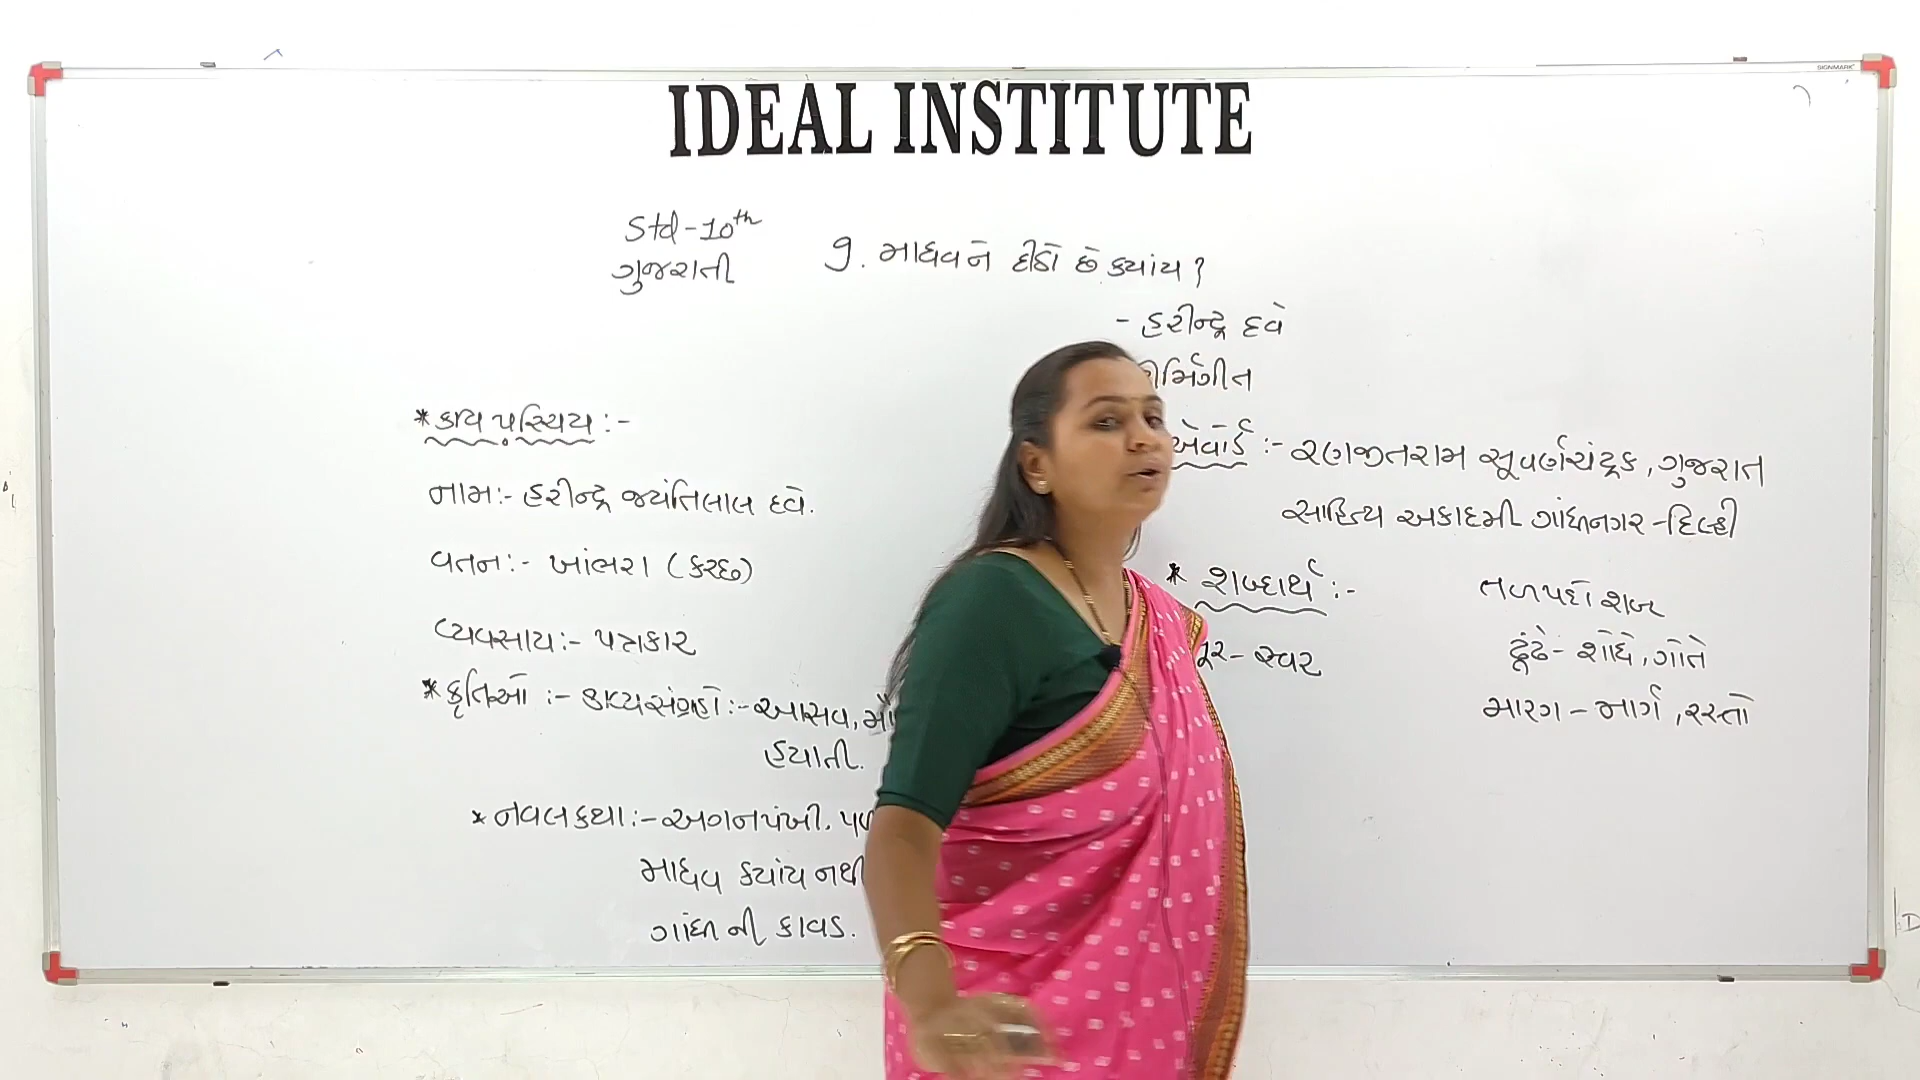 IDEAL INSTITUTE
Std-10th
ગુજરાતી
9. માધવને દીઠો છે ક્યાંય ?
- હરીન્દ્ર દવે
ર્મિગીત
* કાવ્ય પરિચય :-
નામ:- હરીન્દ્ર જયંતિલાલ દવે.
વતન:- ખાંભરા (કચ્છ)
વ્યવસાય:- પત્રકાર
* કૃતિઓ :- કાવ્યસંગ્રહો:- આસવ,
હયાતી.
* નવલકથા:- અગનપંખી.
માધવ ક્યાંય નથી
ગાંધી ની કાવડ.
એવોર્ડ :- રણજીતરામ સૂવર્ણચંદ્રક, ગુજરાત
સાહિત્ય અકાદમી ગાંધીનગર - દિલ્હી
* શબ્દાર્થ :-
સ્વર
તળપદાં શબ્દ
ઢૂંઢે- શોધે, ગોતે
મારગ - માર્ગ, રસ્તો
SIGNMARK